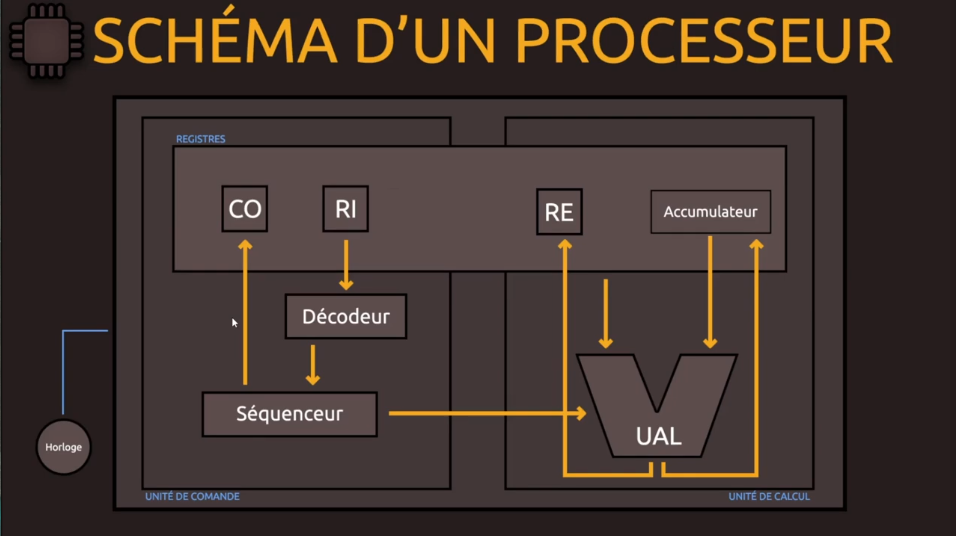 SCHÉMA D'UN PROCESSEUR
REGISTRES
CO
RI
RE
Accumulateur
Décodeur
Séquenceur
UAL
Horloge
UNITÉ DE COMANDE
UNITÉ DE CALCUL